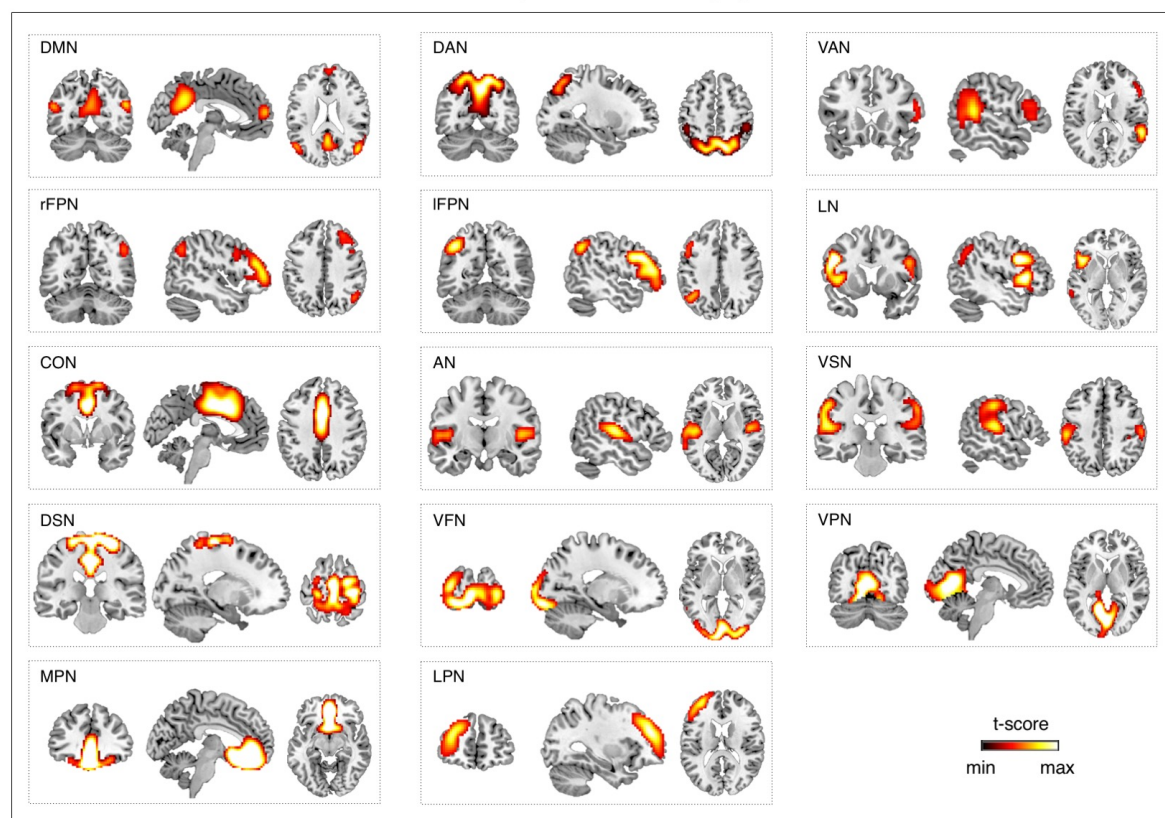 DMN
DAN
VAN
rFPN
lFPN
LN
CON
AN
VSN
DSN
VFN
VPN
MPN
LPN
t-score
min max